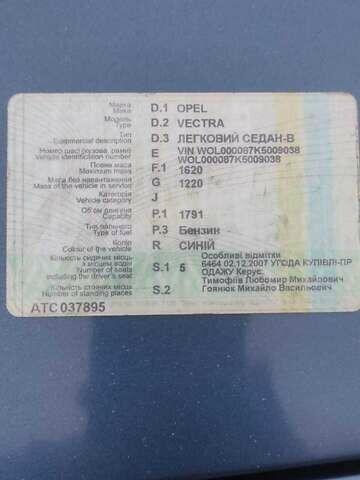 Марка
Make
D.1 OPEL
Модель
Type
D.2 VECTRA
Тип
Commercial description
D.3 ЛЕГКОВИЙ СЕДАН-В
Номер шасі (кузова, рами)
Vehicle identification number
E VIN WOL000087K5009038
WOL000087K5009038
Повна маса
Maximum mass
F.1 1620
Маса без навантаження
Mass of the vehicle in service
G 1220
Категорія
Vehicle category
J
Об'єм двигуна
Capacity
P.1 1791
Тип пального
Type of fuel
P.3 Бензин
Колір
Colour of the vehicle
R СИНІЙ
Кількість сидячих місць
з місцем водія
Number of seats
including the driver's seat
S.1 5
Особливі відмітки
6464 02.12.2007 УГОДА КУПІВЛІ-ПР
ОДАЖУ Керує:
Тимофіїв Любомир Михайлович
Гоянюк Михайло Васильович
Кількість стоячих місць
Number of standing places
S.2
АТС 037895